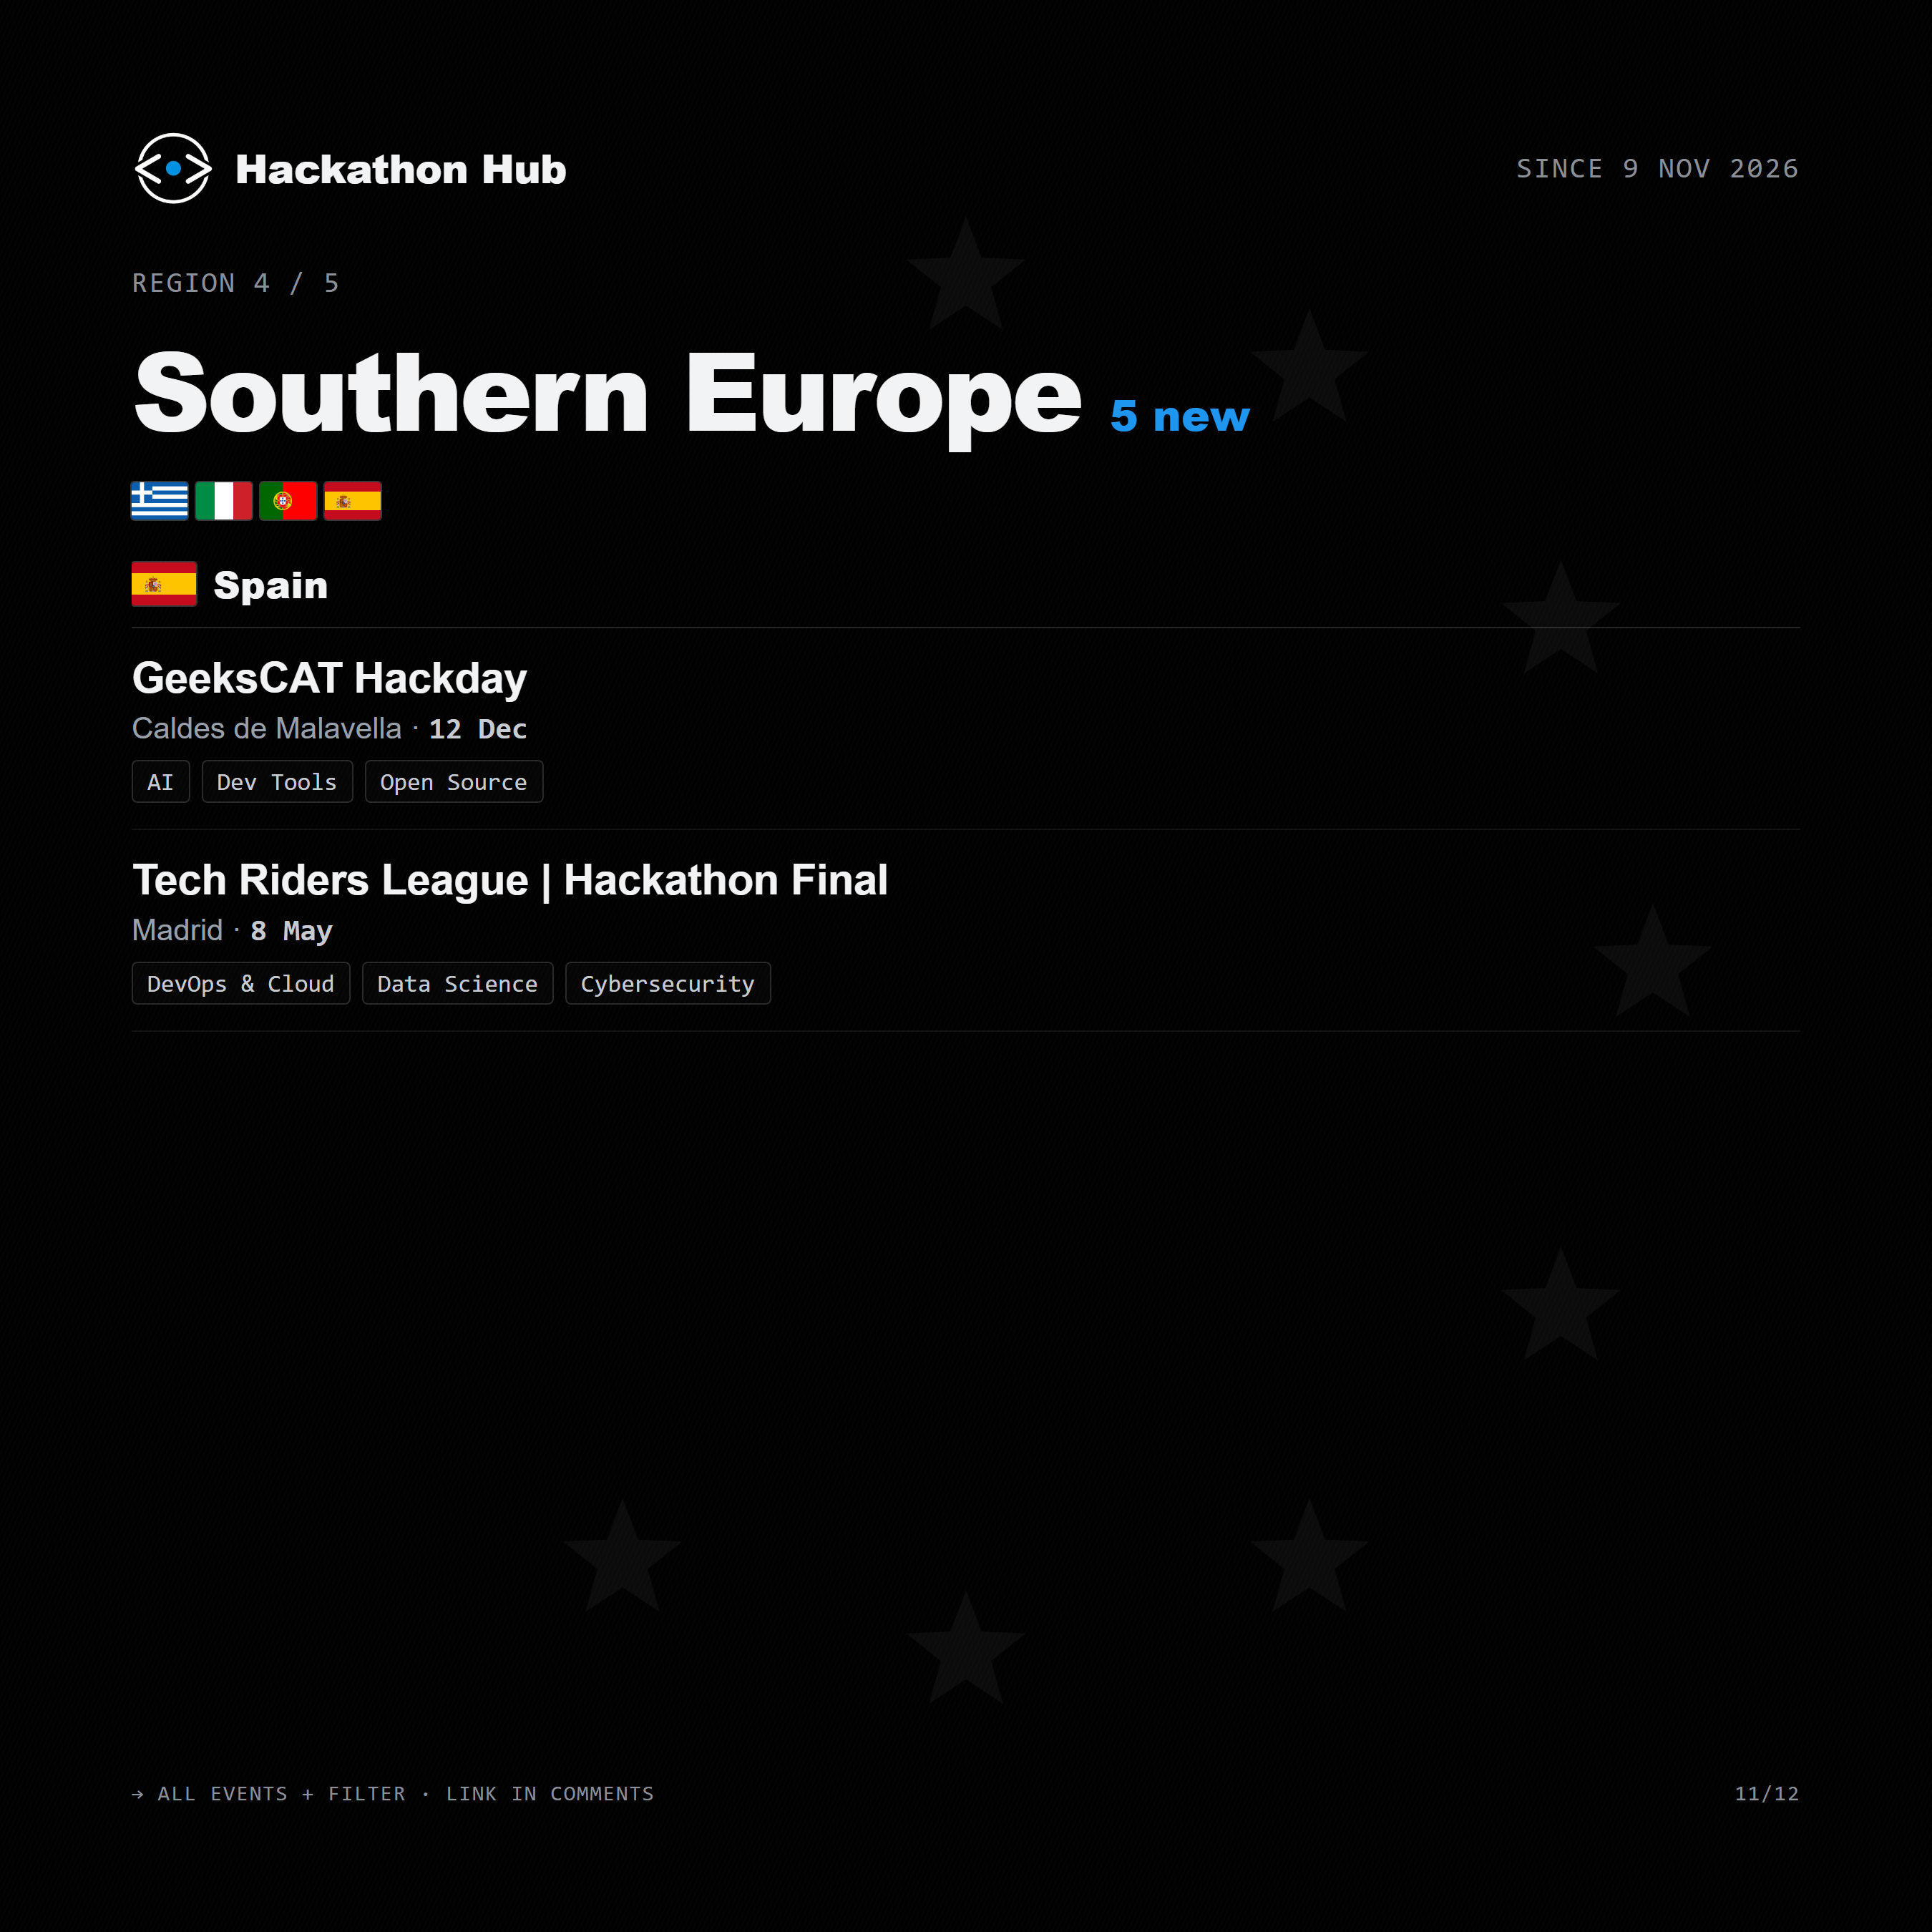 Hackathon Hub
SINCE 9 NOV 2026
REGION 4 / 5
Southern Europe 5 new
Spain
GeeksCAT Hackday
Caldes de Malavella · 12 Dec
AI Dev Tools Open Source
Tech Riders League | Hackathon Final
Madrid · 8 May
DevOps & Cloud Data Science Cybersecurity
→ ALL EVENTS + FILTER · LINK IN COMMENTS
11/12